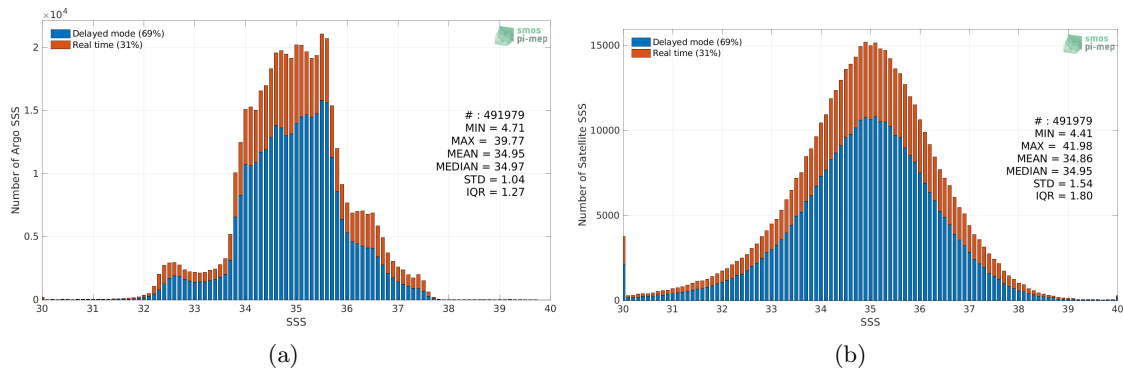 ×10⁴
Delayed mode (69%)
Real time (31%)
smos
pi-mep
Number of Argo SSS
2
1.5
1
0.5
0
# : 491979
MIN = 4.71
MAX = 39.77
MEAN = 34.95
MEDIAN = 34.97
STD = 1.04
IQR = 1.27
30 31 32 33 34 35 36 37 38 39 40
SSS
(a)
Delayed mode (69%)
Real time (31%)
smos
pi-mep
Number of Satellite SSS
15000
10000
5000
0
# : 491979
MIN = 4.41
MAX = 41.98
MEAN = 34.86
MEDIAN = 34.95
STD = 1.54
IQR = 1.80
30 31 32 33 34 35 36 37 38 39 40
SSS
(b)